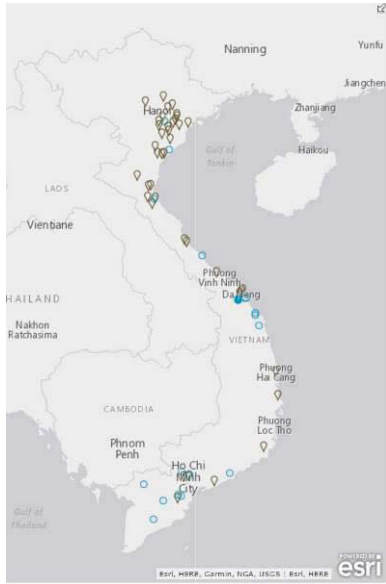 Nanning
Yunfu
Jiangchen
Hanoi
Zhanjiang
Gulf of
Tonkin
Haikou
LAOS
Vientiane
Phuong
Vinh Ninh
Da Nang
HAILAND
Nakhon
Ratchasima
VIETNAM
Phuong
Hai Cang
CAMBODIA
Phuong
Loc Tho
Phnom
Penh
Ho Chi
Minh
City
Gulf of
Thailand
Esri, HERE, Garmin, NGA, USGS | Esri, HERE
POWERED BY
esri